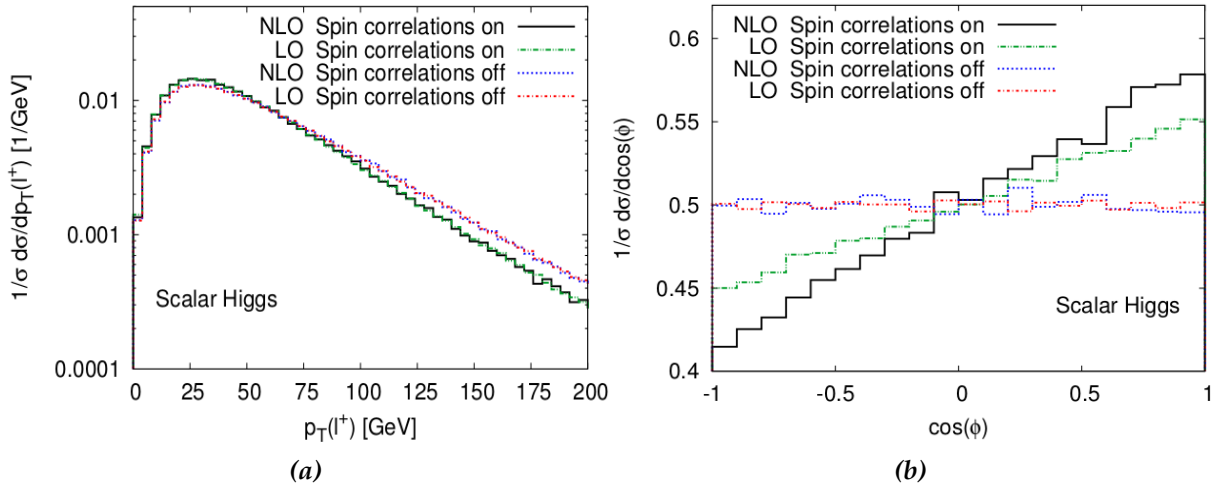 NLO Spin correlations on
LO Spin correlations on
NLO Spin correlations off
LO Spin correlations off
1/σ dσ/dp_T(l⁺) [1/GeV]
0.01
0.001
0.0001
Scalar Higgs
0 25 50 75 100 125 150 175 200
p_T(l⁺) [GeV]
(a)
NLO Spin correlations on
LO Spin correlations on
NLO Spin correlations off
LO Spin correlations off
1/σ dσ/dcos(ϕ)
0.6
0.55
0.5
0.45
0.4
Scalar Higgs
-1 -0.5 0 0.5 1
cos(ϕ)
(b)